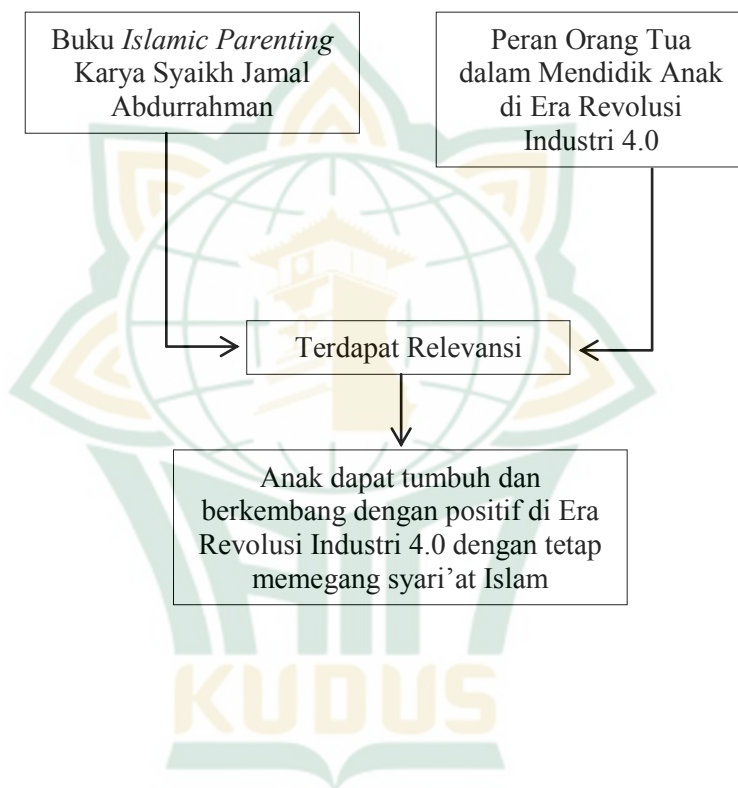 Buku Islamic Parenting
Karya Syaikh Jamal
Abdurrahman
Peran Orang Tua
dalam Mendidik Anak
di Era Revolusi
Industri 4.0
Terdapat Relevansi
Anak dapat tumbuh dan
berkembang dengan positif di Era
Revolusi Industri 4.0 dengan tetap
memegang syari’at Islam
KUDUS